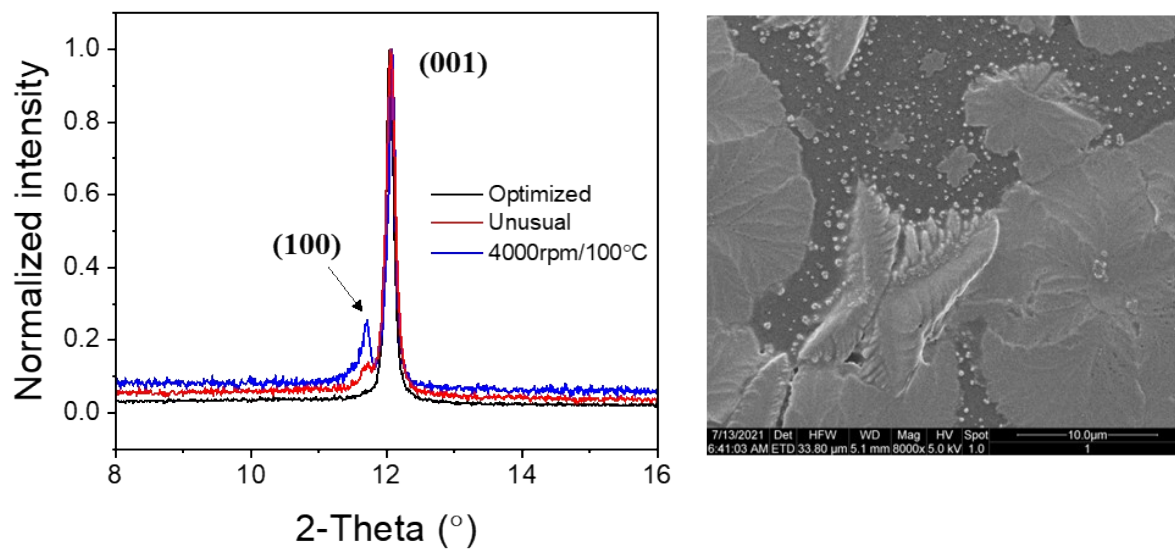 Normalized intensity
1.0
0.8
0.6
0.4
0.2
0.0
(001)
(100)
Optimized
Unusual
4000rpm/100°C
8
10
12
14
16
2-Theta (°)
7/13/2021 Det HFW WD Mag HV Spot 10.0µm
6:41:03 AM ETD 33.80 µm 5.1 mm 8000x 5.0 kV 1.0 1